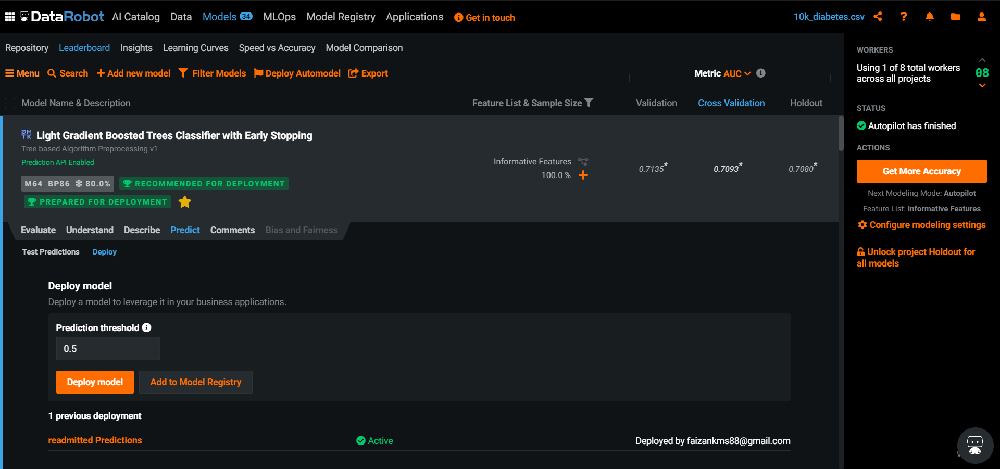 DataRobot AI Catalog Data Models 34 MLOps Model Registry Applications Get in touch 10k_diabetes.csv
Repository Leaderboard Insights Learning Curves Speed vs Accuracy Model Comparison
Menu Search Add new model Filter Models Deploy Automodel Export Metric AUC
Model Name & Description Feature List & Sample Size Validation Cross Validation Holdout
DM
TK
Light Gradient Boosted Trees Classifier with Early Stopping
Tree-based Algorithm Preprocessing v1
Prediction API Enabled
Informative Features
100.0 %
0.7135* 0.7093* 0.7080*
M64 BP86 80.0% RECOMMENDED FOR DEPLOYMENT
PREPARED FOR DEPLOYMENT
Evaluate Understand Describe Predict Comments Bias and Fairness
Test Predictions Deploy
Deploy model
Deploy a model to leverage it in your business applications.
Prediction threshold
0.5
Deploy model Add to Model Registry
1 previous deployment
readmitted Predictions Active Deployed by faizankms88@gmail.com
WORKERS
Using 1 of 8 total workers
across all projects
08
STATUS
Autopilot has finished
ACTIONS
Get More Accuracy
Next Modeling Mode: Autopilot
Feature List: Informative Features
Configure modeling settings
Unlock project Holdout for
all models